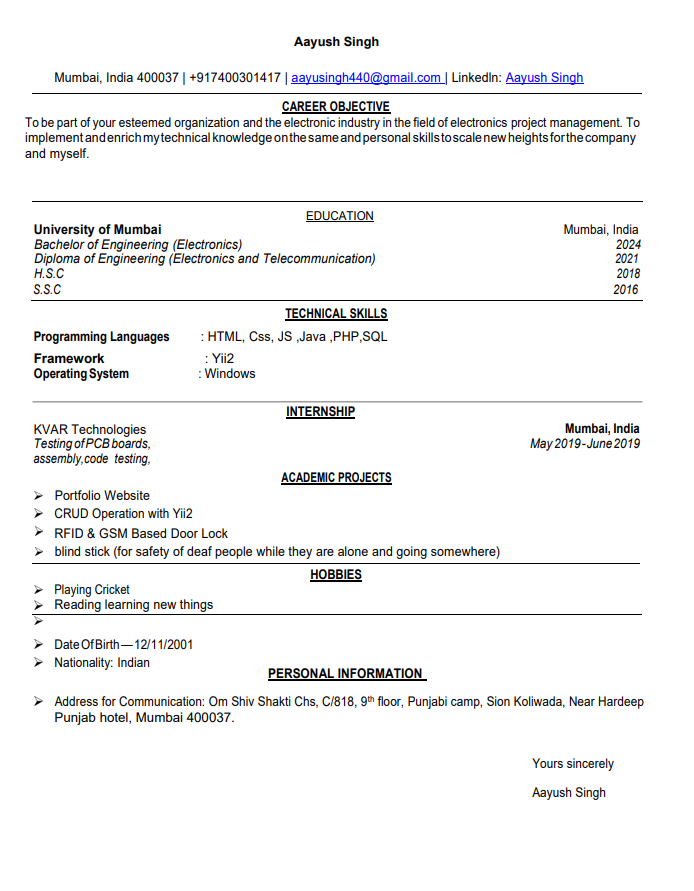 Aayush Singh
Mumbai, India 400037 | +917400301417 | aayusingh440@gmail.com | LinkedIn: Aayush Singh
CAREER OBJECTIVE
To be part of your esteemed organization and the electronic industry in the field of electronics project management. To
implement and enrich my technical knowledge on the same and personal skills to scale new heights for the company
and myself.
EDUCATION
University of Mumbai Mumbai, India
Bachelor of Engineering (Electronics) 2024
Diploma of Engineering (Electronics and Telecommunication) 2021
H.S.C 2018
S.S.C 2016
TECHNICAL SKILLS
Programming Languages : HTML, Css, JS ,Java ,PHP,SQL
Framework : Yii2
Operating System : Windows
INTERNSHIP
KVAR Technologies Mumbai, India
Testing of PCB boards, May 2019 - June 2019
assembly,code testing,
ACADEMIC PROJECTS
➢ Portfolio Website
➢ CRUD Operation with Yii2
➢ RFID & GSM Based Door Lock
➢ blind stick (for safety of deaf people while they are alone and going somewhere)
HOBBIES
➢ Playing Cricket
➢ Reading learning new things
➢
➢ Date Of Birth — 12/11/2001
➢ Nationality: Indian
PERSONAL INFORMATION
➢ Address for Communication: Om Shiv Shakti Chs, C/818, 9th floor, Punjabi camp, Sion Koliwada, Near Hardeep
Punjab hotel, Mumbai 400037.
Yours sincerely
Aayush Singh